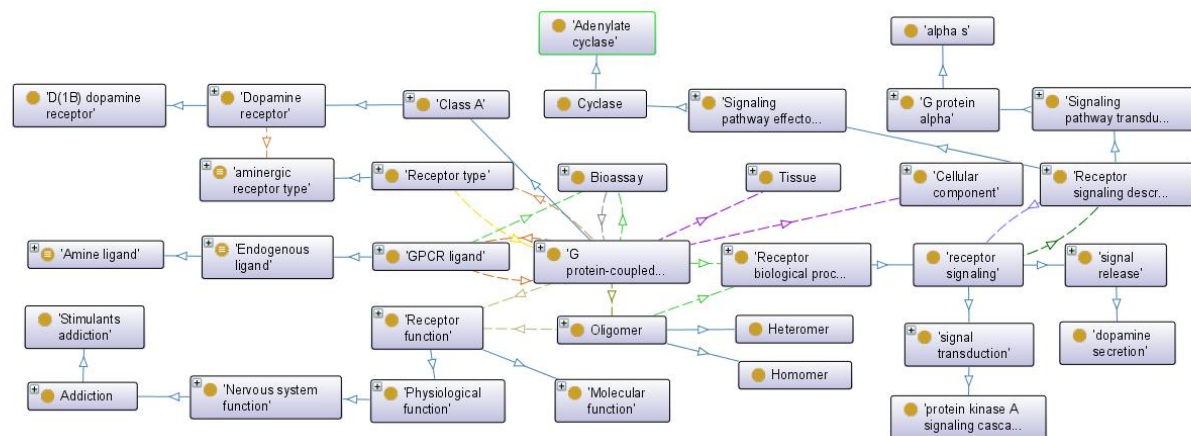 'Adenylate
cyclase'
'alpha s'
'D(1B) dopamine
receptor'
'Dopamine
receptor'
'Class A'
Cyclase
'Signaling
pathway effecto...
'G protein
alpha'
'Signaling
pathway transdu...
'aminergic
receptor type'
'Receptor type'
Bioassay
Tissue
'Cellular
component'
'Receptor
signaling descr...
'Amine ligand'
'Endogenous
ligand'
'GPCR ligand'
'G
protein-coupled...
'Receptor
biological proc...
'receptor
signaling'
'signal
release'
'Stimulants
addiction'
'Receptor
function'
Oligomer
Heteromer
'signal
transduction'
'dopamine
secretion'
Homomer
Addiction
'Nervous system
function'
'Physiological
function'
'Molecular
function'
'protein kinase A
signaling casca...